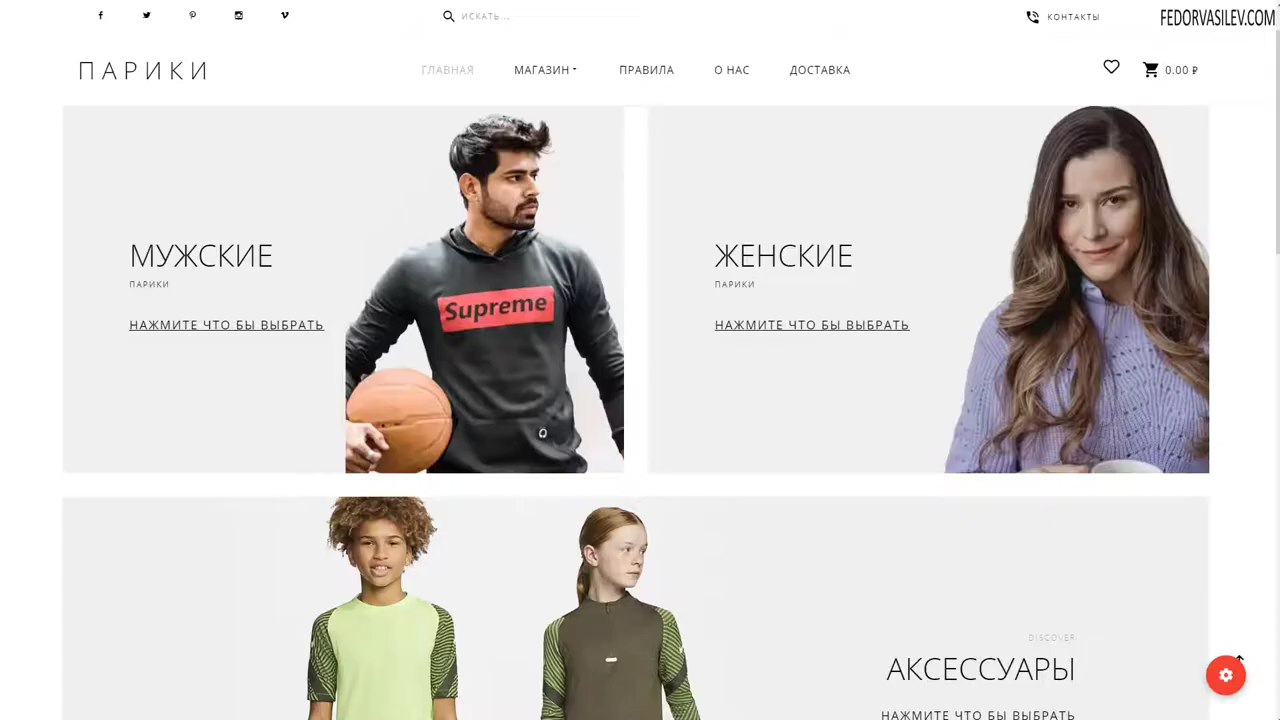 ИСКАТЬ...
КОНТАКТЫ
FEDORVASILEV.COM
ПАРИКИ
ГЛАВНАЯ
МАГАЗИН
ПРАВИЛА
О НАС
ДОСТАВКА
0.00 ₽
МУЖСКИЕ
ПАРИКИ
НАЖМИТЕ ЧТО БЫ ВЫБРАТЬ
Supreme
ЖЕНСКИЕ
ПАРИКИ
НАЖМИТЕ ЧТО БЫ ВЫБРАТЬ
DISCOVER
АКСЕССУАРЫ
НАЖМИТЕ ЧТО БЫ ВЫБРАТЬ